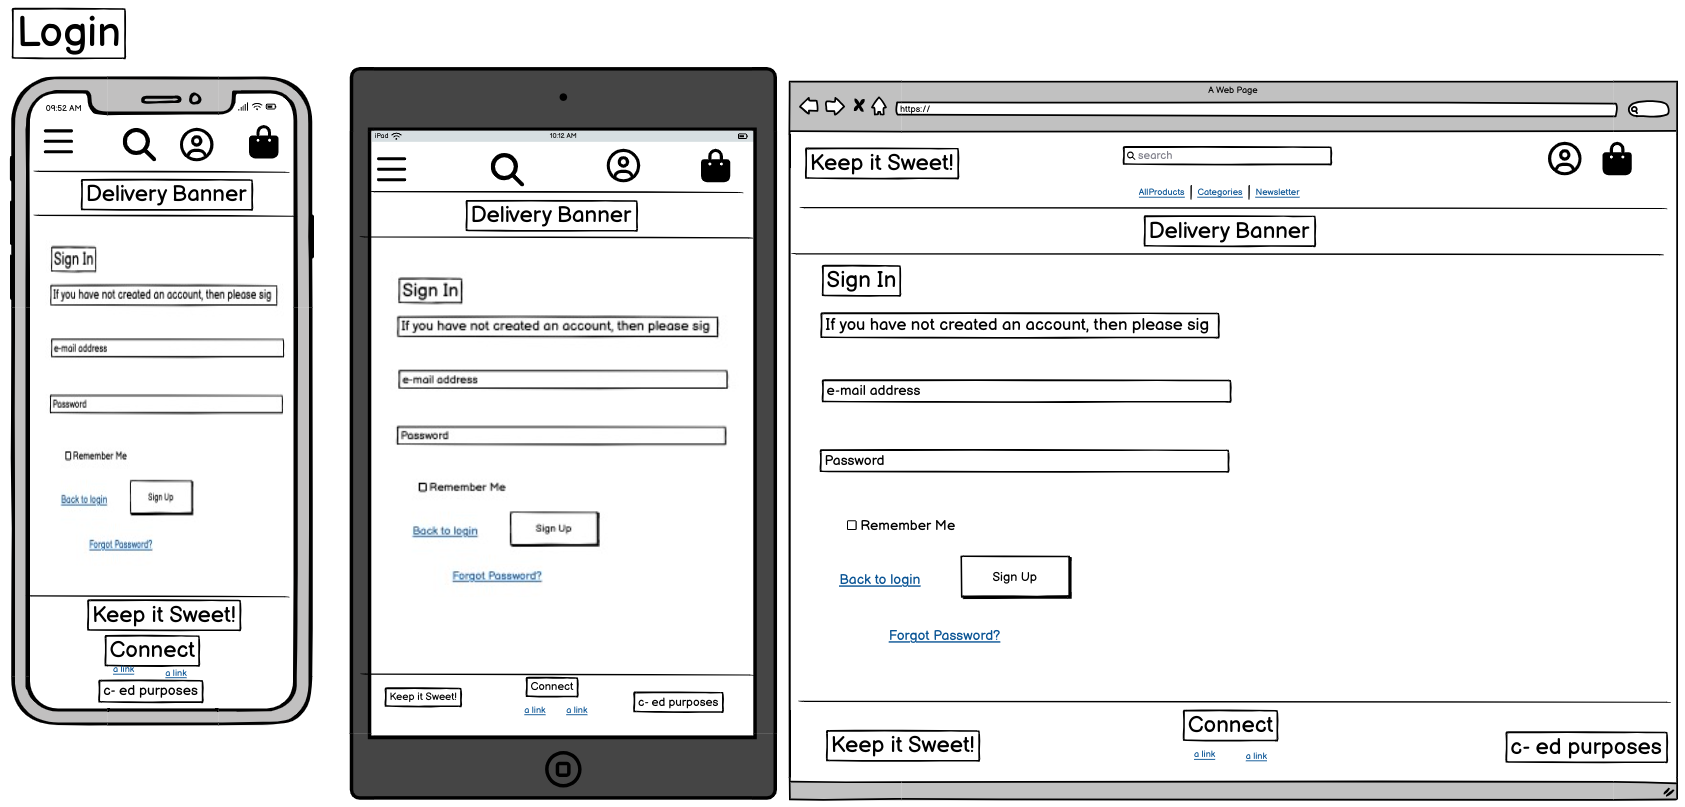 Login
09:52 AM
Delivery Banner
Sign In
If you have not created an account, then please sig
e-mail address
Password
Remember Me
Back to login
Sign Up
Forgot Password?
Keep it Sweet!
Connect
a link a link
c- ed purposes
iPad
10:12 AM
Delivery Banner
Sign In
If you have not created an account, then please sig
e-mail address
Password
Remember Me
Back to login
Sign Up
Forgot Password?
Keep it Sweet!
Connect
a link a link
c- ed purposes
A Web Page
https://
Keep it Sweet!
search
AllProducts | Categories | Newsletter
Delivery Banner
Sign In
If you have not created an account, then please sig
e-mail address
Password
Remember Me
Back to login
Sign Up
Forgot Password?
Keep it Sweet!
Connect
a link a link
c- ed purposes